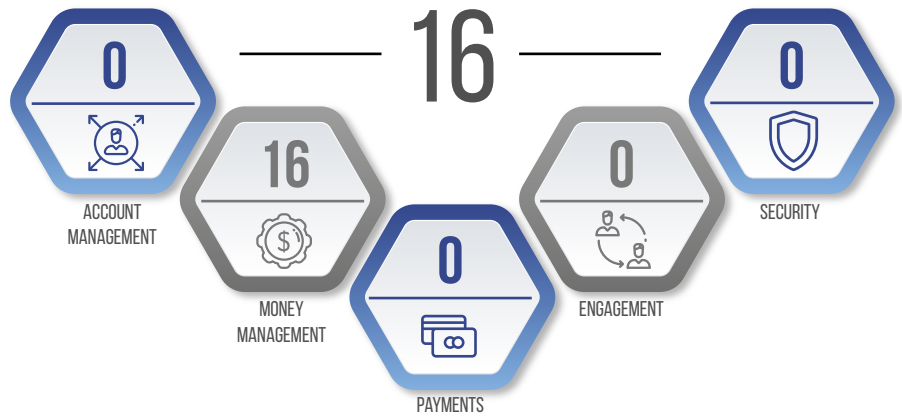 16
0
ACCOUNT
MANAGEMENT
16
$
MONEY
MANAGEMENT
0
PAYMENTS
0
ENGAGEMENT
0
SECURITY